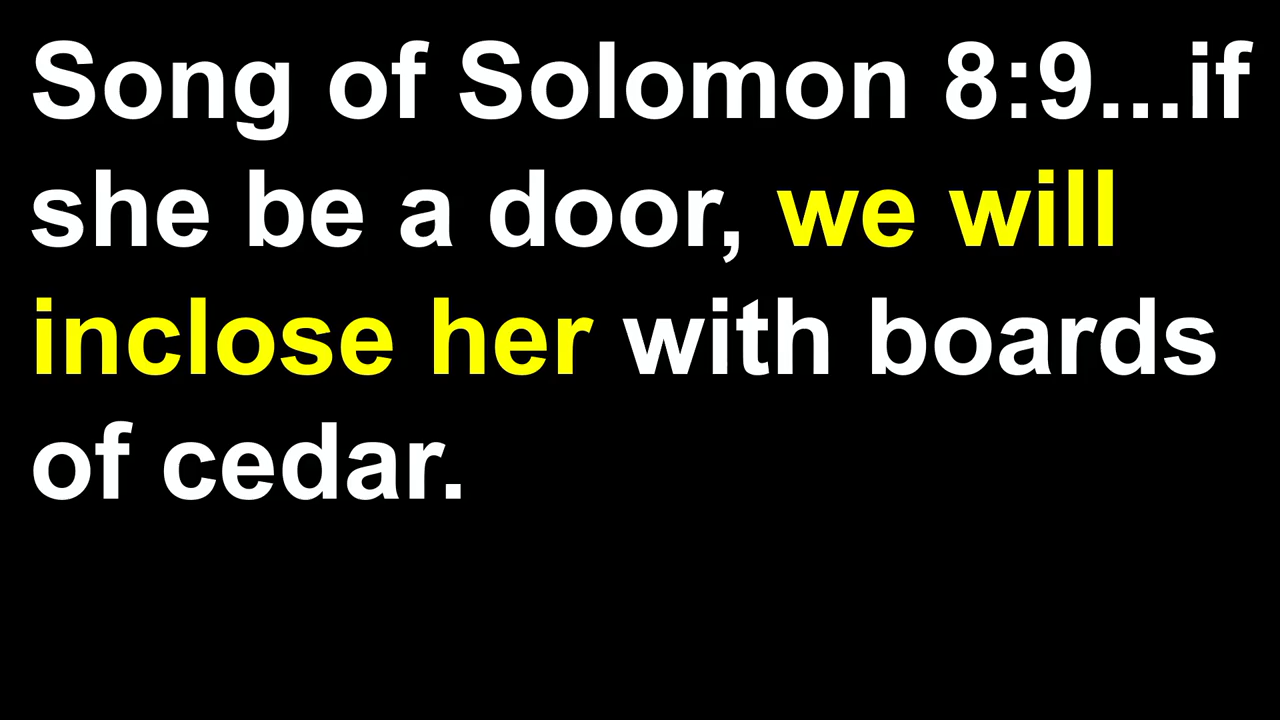 Song of Solomon 8:9...if
she be a door, we will
inclose her with boards
of cedar.